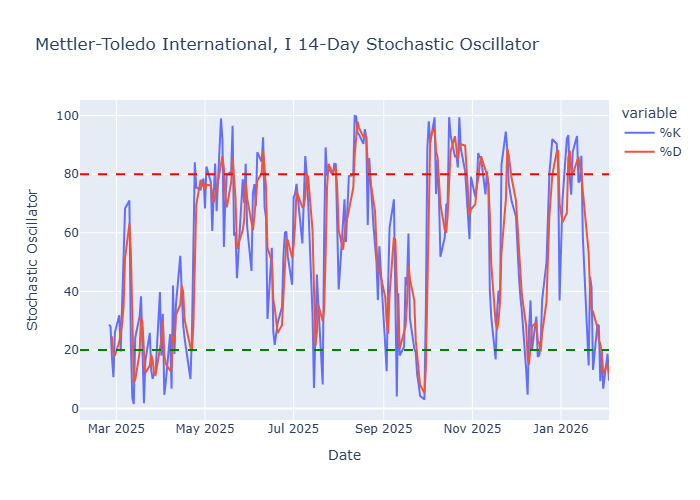 Mettler-Toledo International, I 14-Day Stochastic Oscillator
variable
%K
%D
100
80
60
40
20
0
Stochastic Oscillator
Mar 2025
May 2025
Jul 2025
Sep 2025
Nov 2025
Jan 2026
Date